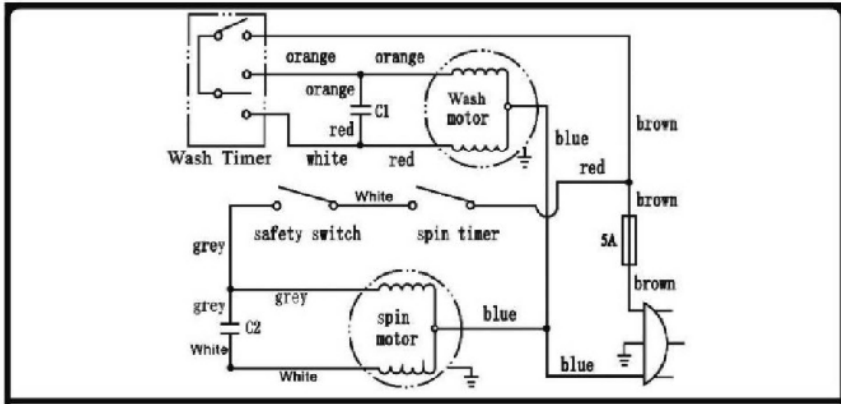 orange orange
orange
C1
red
Wash Timer
white red
Wash
motor
blue
brown
red
White
safety switch spin timer
brown
5A
brown
grey
grey
grey
C2
White
White
spin
motor
blue
blue